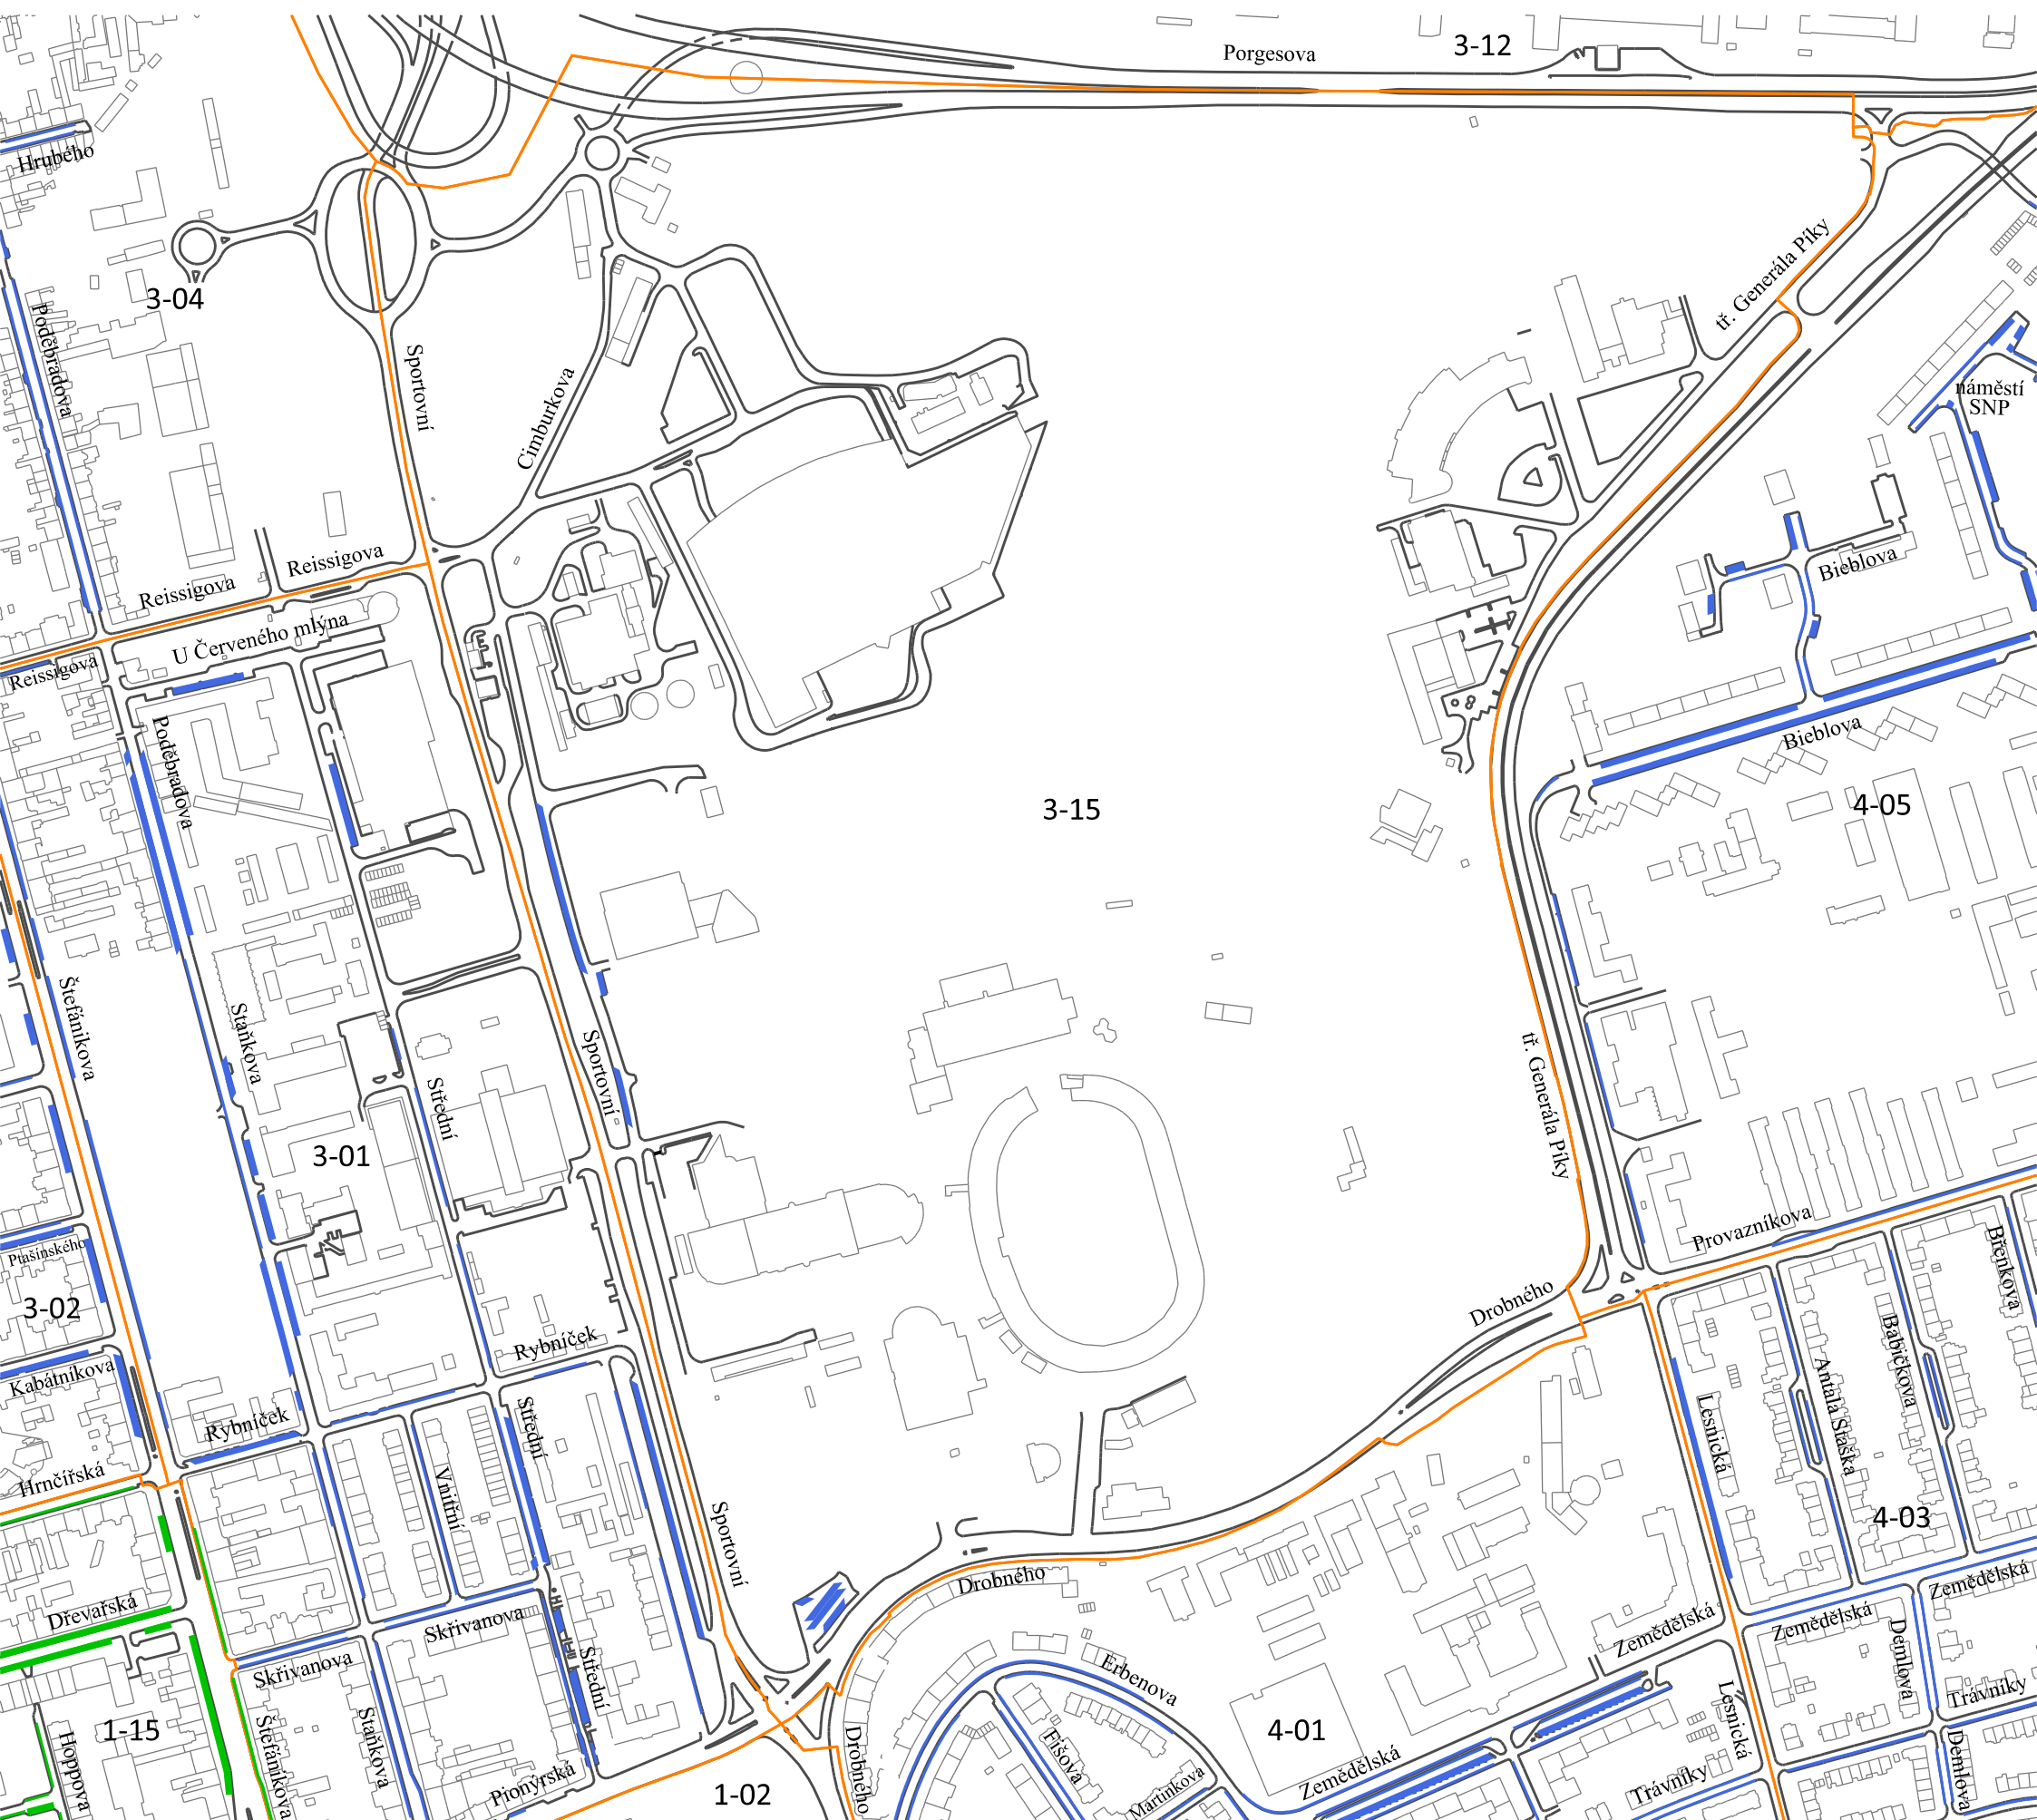 Porgesova
3-12
Hrubého
3-04
tř. Generála Píky
Poděbradova
Sportovní
Cimburkova
náměstí
SNP
Reissigova
Reissigova
Bieblova
U Červeného mlýna
Reissigova
Poděbradova
Bieblova
3-15
4-05
Štefánikova
Staňkova
Sportovní
Střední
tř. Generála Píky
3-01
Provazníkova
Ptašínského
Břenkova
3-02
Drobného
Rybníček
Babičkova
Kabátníkova
Antala Staška
Lesnická
Rybníček
Střední
Hrnčířská
Vnitřní
Sportovní
4-03
Drobného
Zemědělská
Dřevařská
Skřivanova
Zemědělská
Zemědělská
Demlova
Skřivanova
Střední
Erbenova
Trávníky
1-15
Štefánikova
Staňkova
Hoppova
Drobného
Fišova
4-01
Lesnická
Demlova
Pionýrská
1-02
Martinkova
Zemědělská
Trávníky